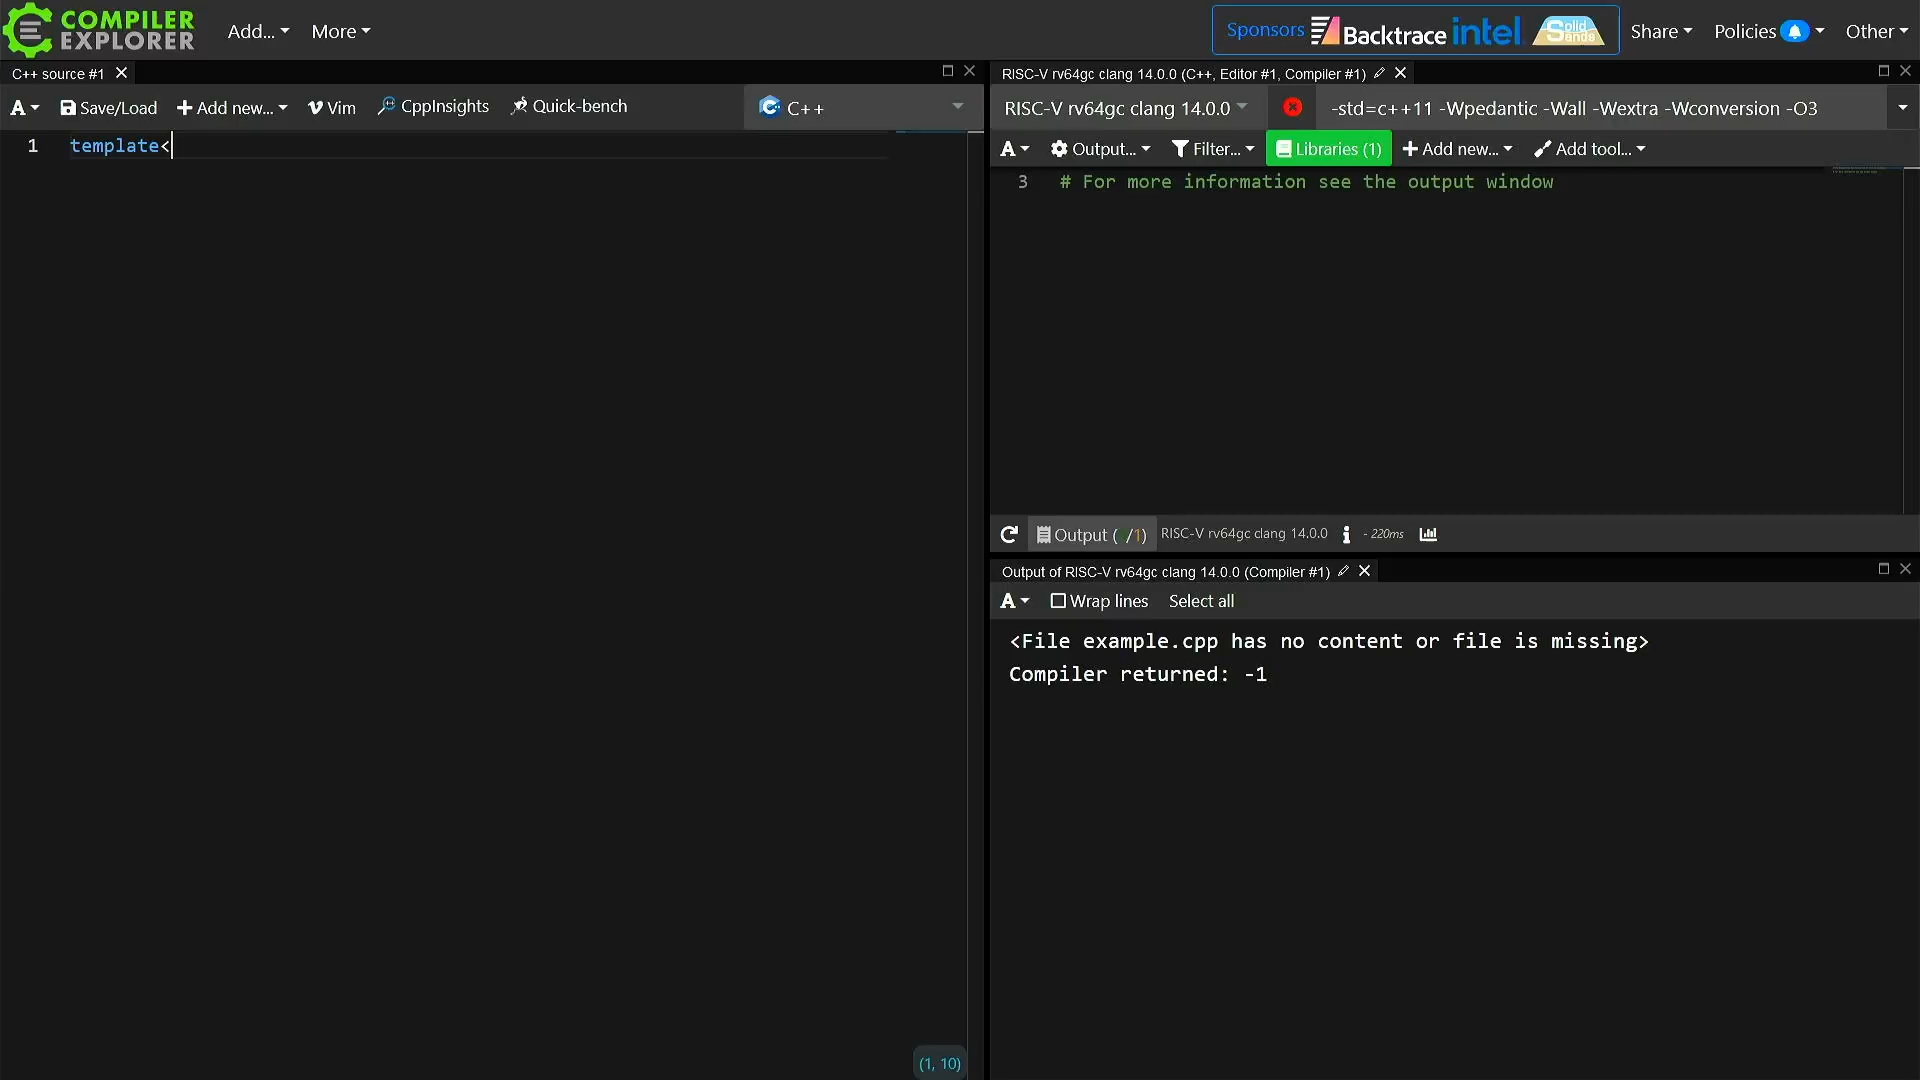 COMPILER
EXPLORER
Add...
More
Sponsors
Backtrace
intel
Solid
Sands
Share
Policies
Other
C++ source #1
A
Save/Load
Add new...
Vim
CppInsights
Quick-bench
C++
1 template<
(1, 10)
RISC-V rv64gc clang 14.0.0 (C++, Editor #1, Compiler #1)
RISC-V rv64gc clang 14.0.0
-std=c++11 -Wpedantic -Wall -Wextra -Wconversion -O3
A
Output...
Filter...
Libraries (1)
Add new...
Add tool...
3 # For more information see the output window
Output ( /1)
RISC-V rv64gc clang 14.0.0
i
- 220ms
Output of RISC-V rv64gc clang 14.0.0 (Compiler #1)
A
Wrap lines
Select all
<File example.cpp has no content or file is missing>
Compiler returned: -1